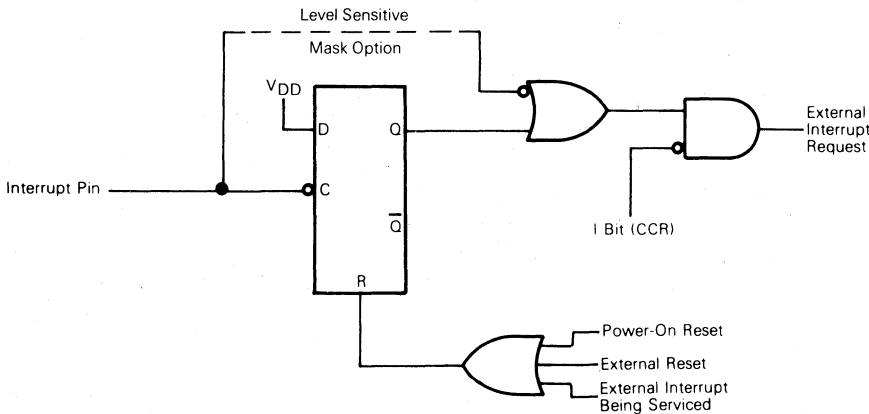 Level Sensitive
Mask Option
VDD
D
Q
External
Interrupt
Request
Interrupt Pin
C
Q̅
I Bit (CCR)
R
Power-On Reset
External Reset
External Interrupt
Being Serviced